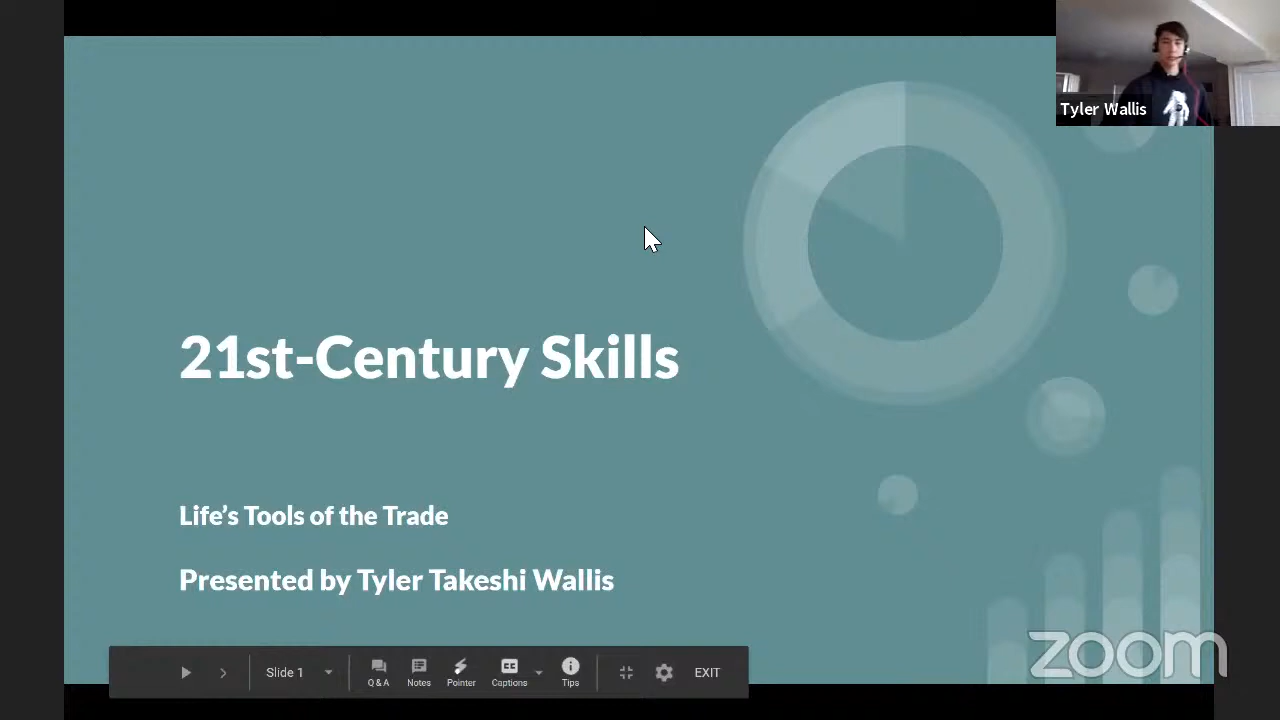 Tyler Wallis
21st-Century Skills
Life's Tools of the Trade
Presented by Tyler Takeshi Wallis
Slide 1
Q & A
Notes
Pointer
CC
Captions
Tips
EXIT
zoom